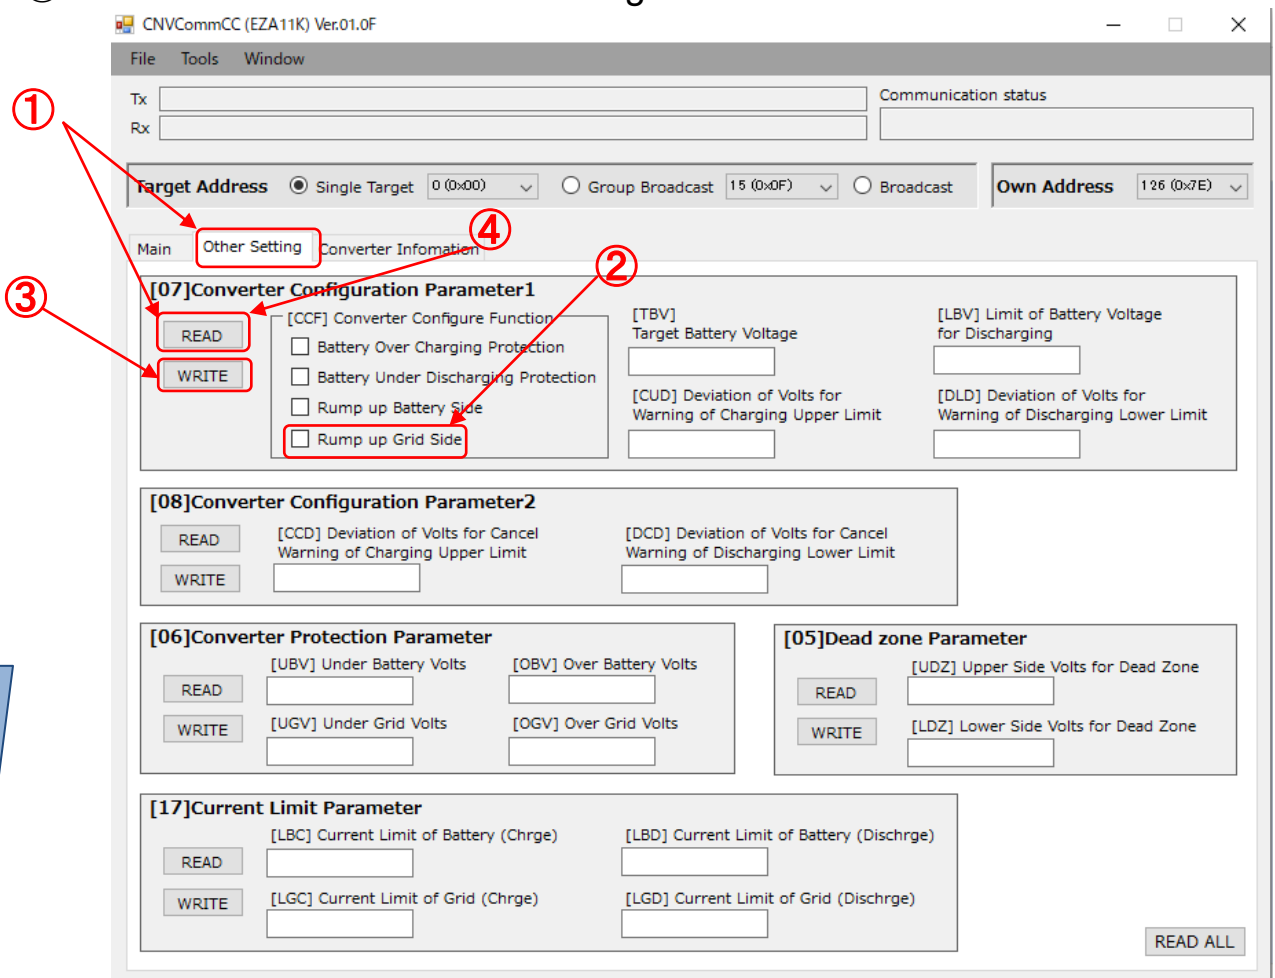 CNVCommCC (EZA11K) Ver.01.0F
File Tools Window
Tx
Communication status
①
Rx
Target Address Single Target 0 (0x00) Group Broadcast 15 (0x0F) Broadcast Own Address 126 (0x7E)
④
Main Other Setting Converter Infomation
②
③
[07]Converter Configuration Parameter1
READ
WRITE
[CCF] Converter Configure Function
Battery Over Charging Protection
Battery Under Discharging Protection
Rump up Battery Side
Rump up Grid Side
[TBV]
Target Battery Voltage
[LBV] Limit of Battery Voltage
for Discharging
[CUD] Deviation of Volts for
Warning of Charging Upper Limit
[DLD] Deviation of Volts for
Warning of Discharging Lower Limit
[08]Converter Configuration Parameter2
READ
WRITE
[CCD] Deviation of Volts for Cancel
Warning of Charging Upper Limit
[DCD] Deviation of Volts for Cancel
Warning of Discharging Lower Limit
[06]Converter Protection Parameter
READ
WRITE
[UBV] Under Battery Volts
[OBV] Over Battery Volts
[UGV] Under Grid Volts
[OGV] Over Grid Volts
[05]Dead zone Parameter
READ
WRITE
[UDZ] Upper Side Volts for Dead Zone
[LDZ] Lower Side Volts for Dead Zone
[17]Current Limit Parameter
READ
WRITE
[LBC] Current Limit of Battery (Chrge)
[LBD] Current Limit of Battery (Dischrge)
[LGC] Current Limit of Grid (Chrge)
[LGD] Current Limit of Grid (Dischrge)
READ ALL